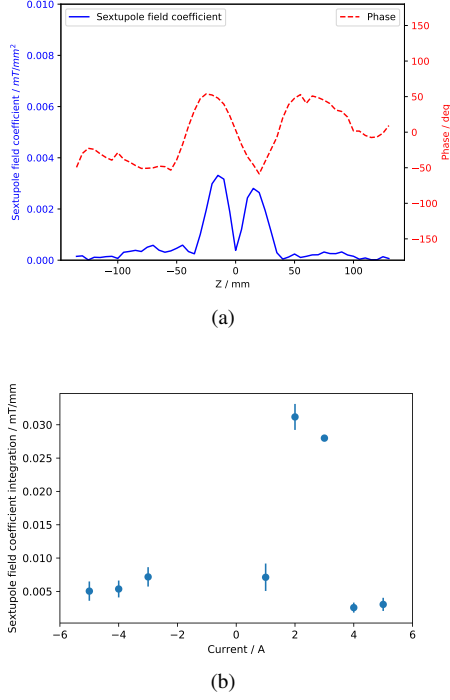 Sextupole field coefficient
Phase
0.010
0.008
0.006
0.004
0.002
0.000
Sextupole field coefficient / mT/mm²
150
100
50
0
−50
−100
−150
Phase / deg
−100 −50 0 50 100
Z / mm
(a)
0.030
0.025
0.020
0.015
0.010
0.005
Sextupole field coefficient integration / mT/mm
−6 −4 −2 0 2 4 6
Current / A
(b)